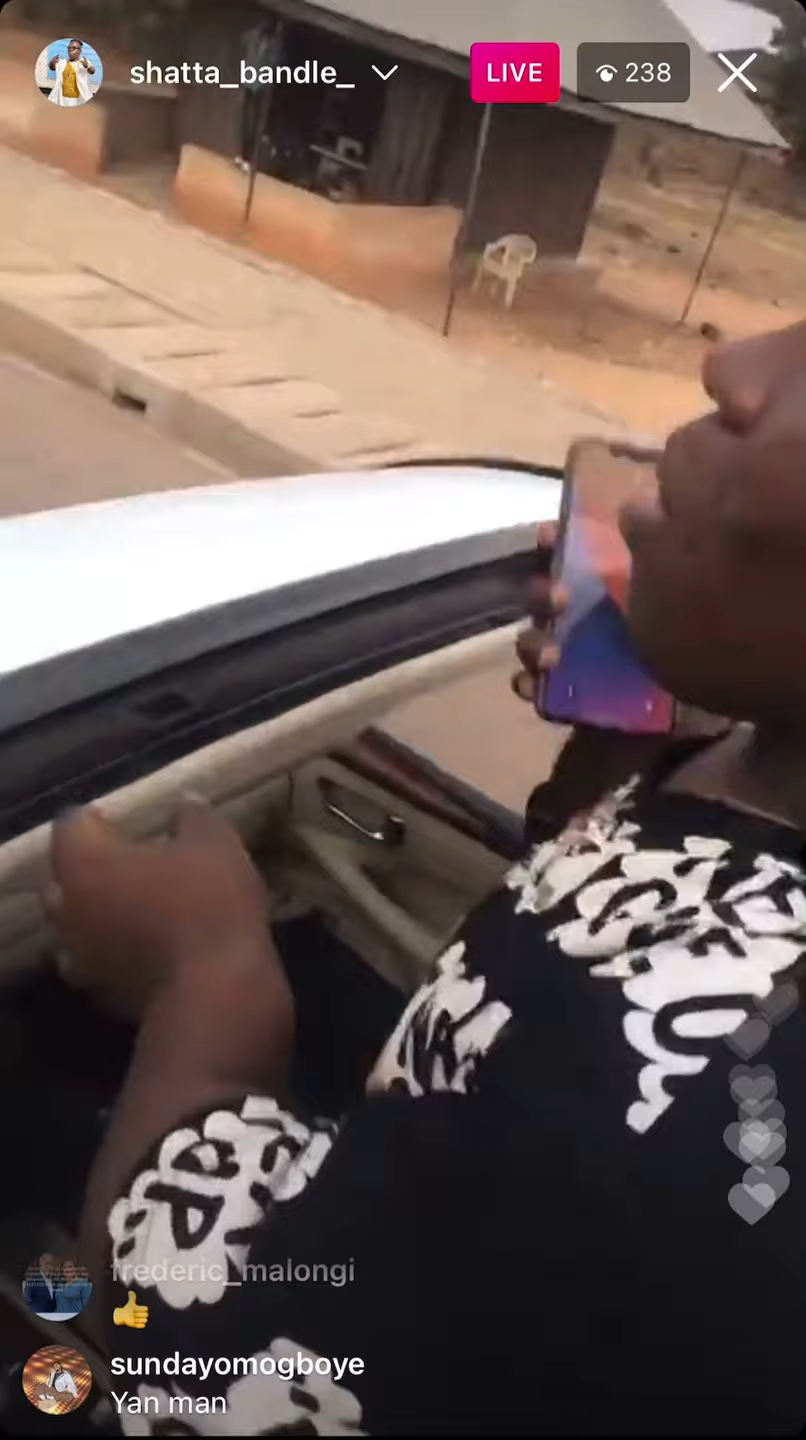 shatta_bandle_
LIVE
238
frederic_malongi
👍
sundayomogboye
Yan man